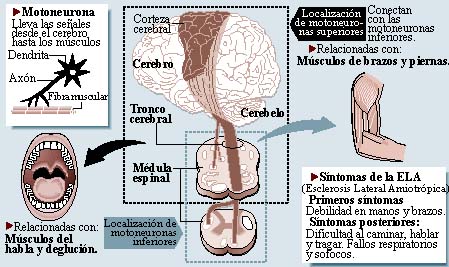 ▶ Motoneurona
Lleva las señales
desde el cerebro
hasta los músculos
Dendrita
Axón
Fibra muscular
Corteza
cerebral
Cerebro
Cerebelo
Tronco
cerebral
Médula
espinal
Localización
de motoneuro-
nas superiores
Conectan
con las
motoneuronas
inferiores.
▶ Relacionadas con:
Músculos de brazos y piernas.
▶ Relacionadas con:
Músculos del
habla y deglución.
Localización de
motoneuronas
inferiores
▶ Síntomas de la ELA
(Esclerosis Lateral Amiotrópica)
Primeros síntomas
Debilidad en manos y brazos.
Síntomas posteriores:
Dificultad al caminar, hablar
y tragar. Fallos respiratorios
y sofocos.